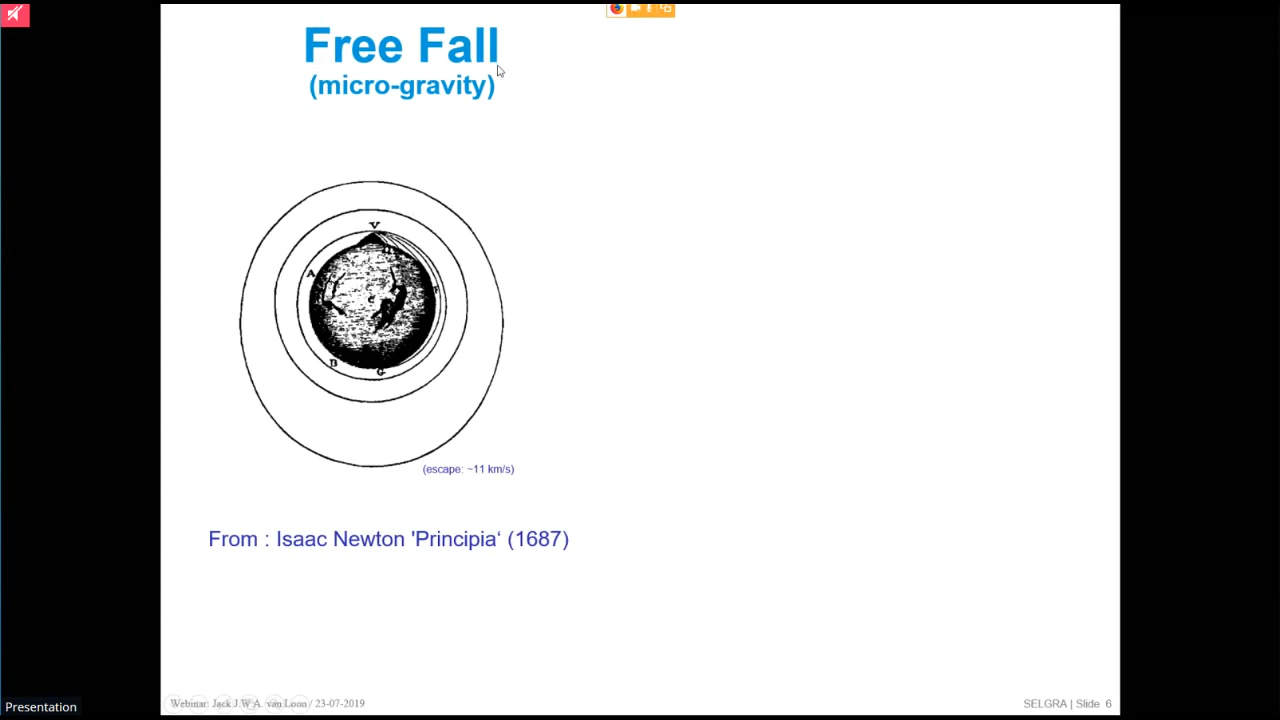 Free Fall
(micro-gravity)
V
A
B
G
(escape: ~11 km/s)
From : Isaac Newton 'Principia‘ (1687)
Webinar: Jack J.W.A. van Loon / 23-07-2019
SELGRA | Slide 6
Presentation